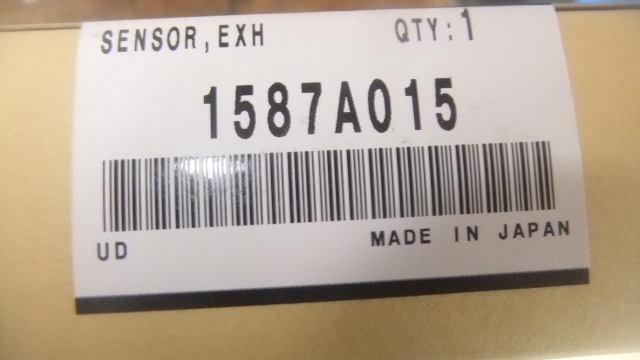 SENSOR,EXH QTY:1
1587A015
UD MADE IN JAPAN